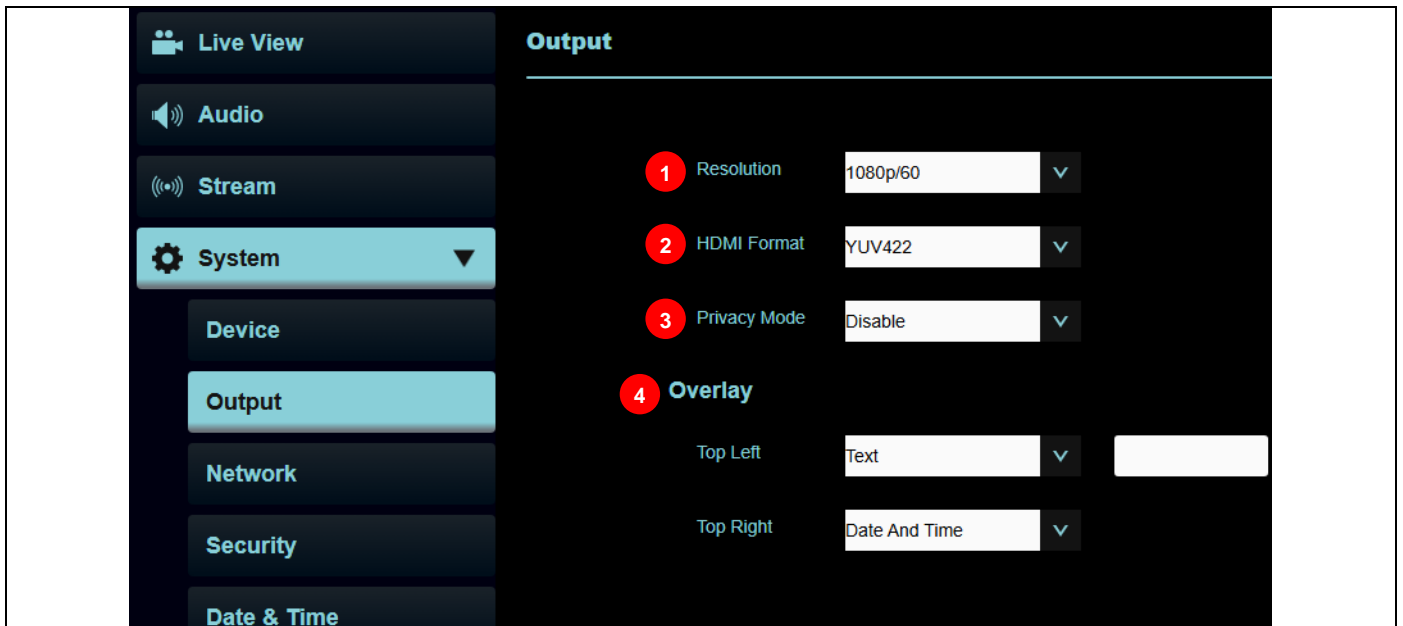 Live View
Audio
Stream
System
Device
Output
Network
Security
Date & Time
Output
1 Resolution 1080p/60
2 HDMI Format YUV422
3 Privacy Mode Disable
4 Overlay
Top Left Text
Top Right Date And Time